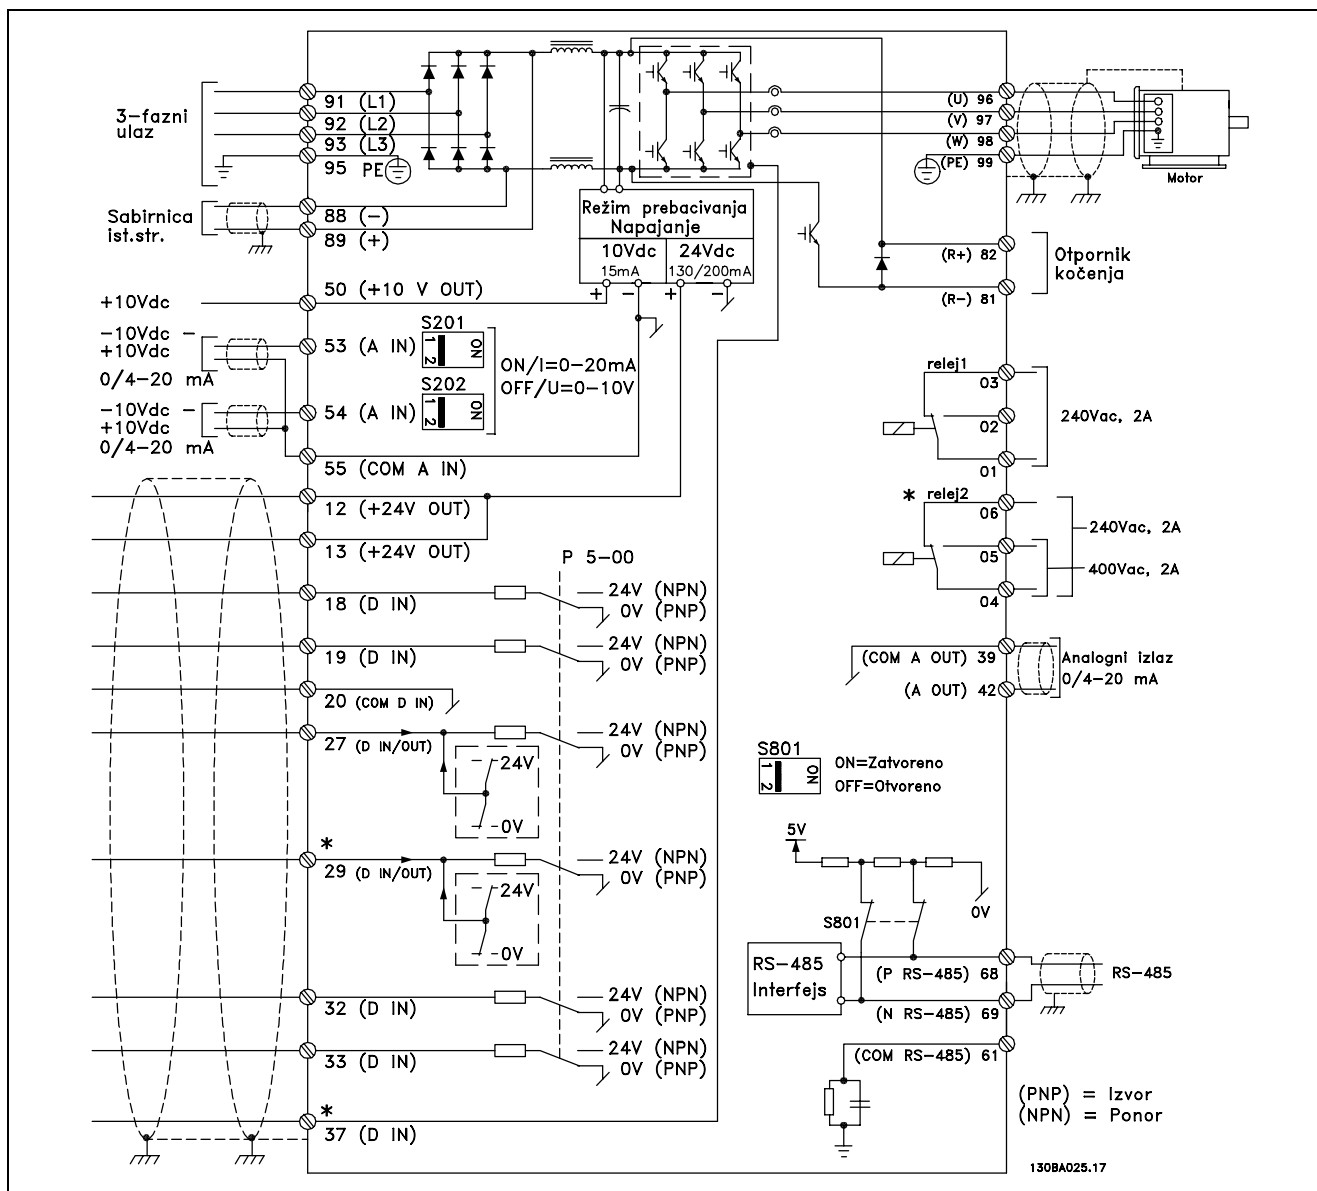 3-fazni
ulaz
91 (L1)
92 (L2)
93 (L3)
95 PE
Sabirnica
ist.str.
88 (-)
89 (+)
+10Vdc
50 (+10 V OUT)
-10Vdc -
+10Vdc
0/4-20 mA
53 (A IN)
S201
1 2
ON
ON/I=0-20mA
OFF/U=0-10V
-10Vdc -
+10Vdc
0/4-20 mA
54 (A IN)
S202
1 2
ON
55 (COM A IN)
12 (+24V OUT)
13 (+24V OUT)
P 5-00
18 (D IN)
24V (NPN)
0V (PNP)
19 (D IN)
24V (NPN)
0V (PNP)
20 (COM D IN)
27 (D IN/OUT)
24V (NPN)
0V (PNP)
24V
0V
*
29 (D IN/OUT)
24V (NPN)
0V (PNP)
24V
0V
32 (D IN)
24V (NPN)
0V (PNP)
33 (D IN)
24V (NPN)
0V (PNP)
*
37 (D IN)
Režim prebacivanja
Napajanje
10Vdc
15mA
24Vdc
130/200mA
+ - + -
(U) 96
(V) 97
(W) 98
(PE) 99
Motor
(R+) 82
(R-) 81
Otpornik
kočenja
relej1
03
02
01
240Vac, 2A
* relej2
06
05
04
240Vac, 2A
400Vac, 2A
(COM A OUT) 39
(A OUT) 42
Analogni izlaz
0/4-20 mA
S801
1 2
ON
ON=Zatvoreno
OFF=Otvoreno
5V
0V
S801
RS-485
Interfejs
(P RS-485) 68
(N RS-485) 69
RS-485
(COM RS-485) 61
(PNP) = Izvor
(NPN) = Ponor
130BA025.17